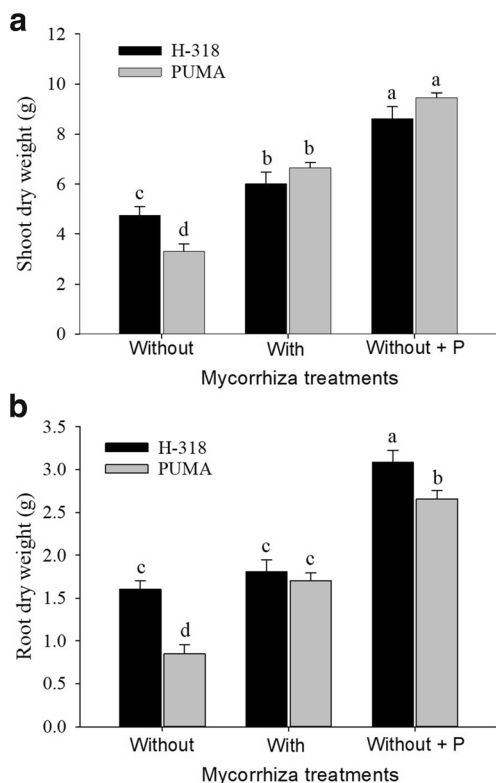 a
H-318
PUMA
12
10
8
6
4
2
0
Shoot dry weight (g)
c
d
b
b
a
a
Without
With
Without + P
Mycorrhiza treatments
b
H-318
PUMA
3.5
3.0
2.5
2.0
1.5
1.0
0.5
0.0
Root dry weight (g)
c
d
c
c
a
b
Without
With
Without + P
Mycorrhiza treatments